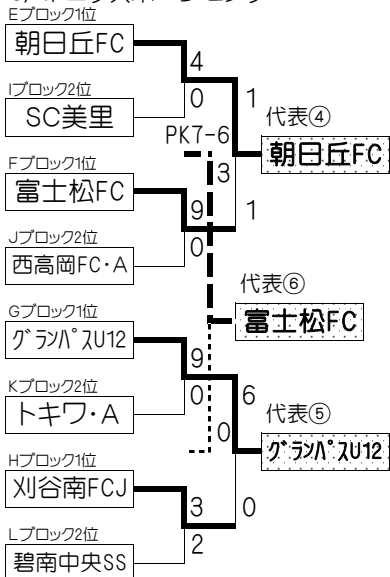 Eブロック1位
朝日丘FC
4
Iブロック2位
0
1
SC美里
代表④
PK7-6
朝日丘FC
Fブロック1位
3
富士松FC
9
1
Jブロック2位
0
西高岡FC・A
代表⑥
Gブロック1位
富士松FC
グランパスU12
9
Kブロック2位
0
6
トキワ・A
代表⑤
0
グランパスU12
Hブロック1位
刈谷南FCJ
3
0
Lブロック2位
2
碧南中央SS